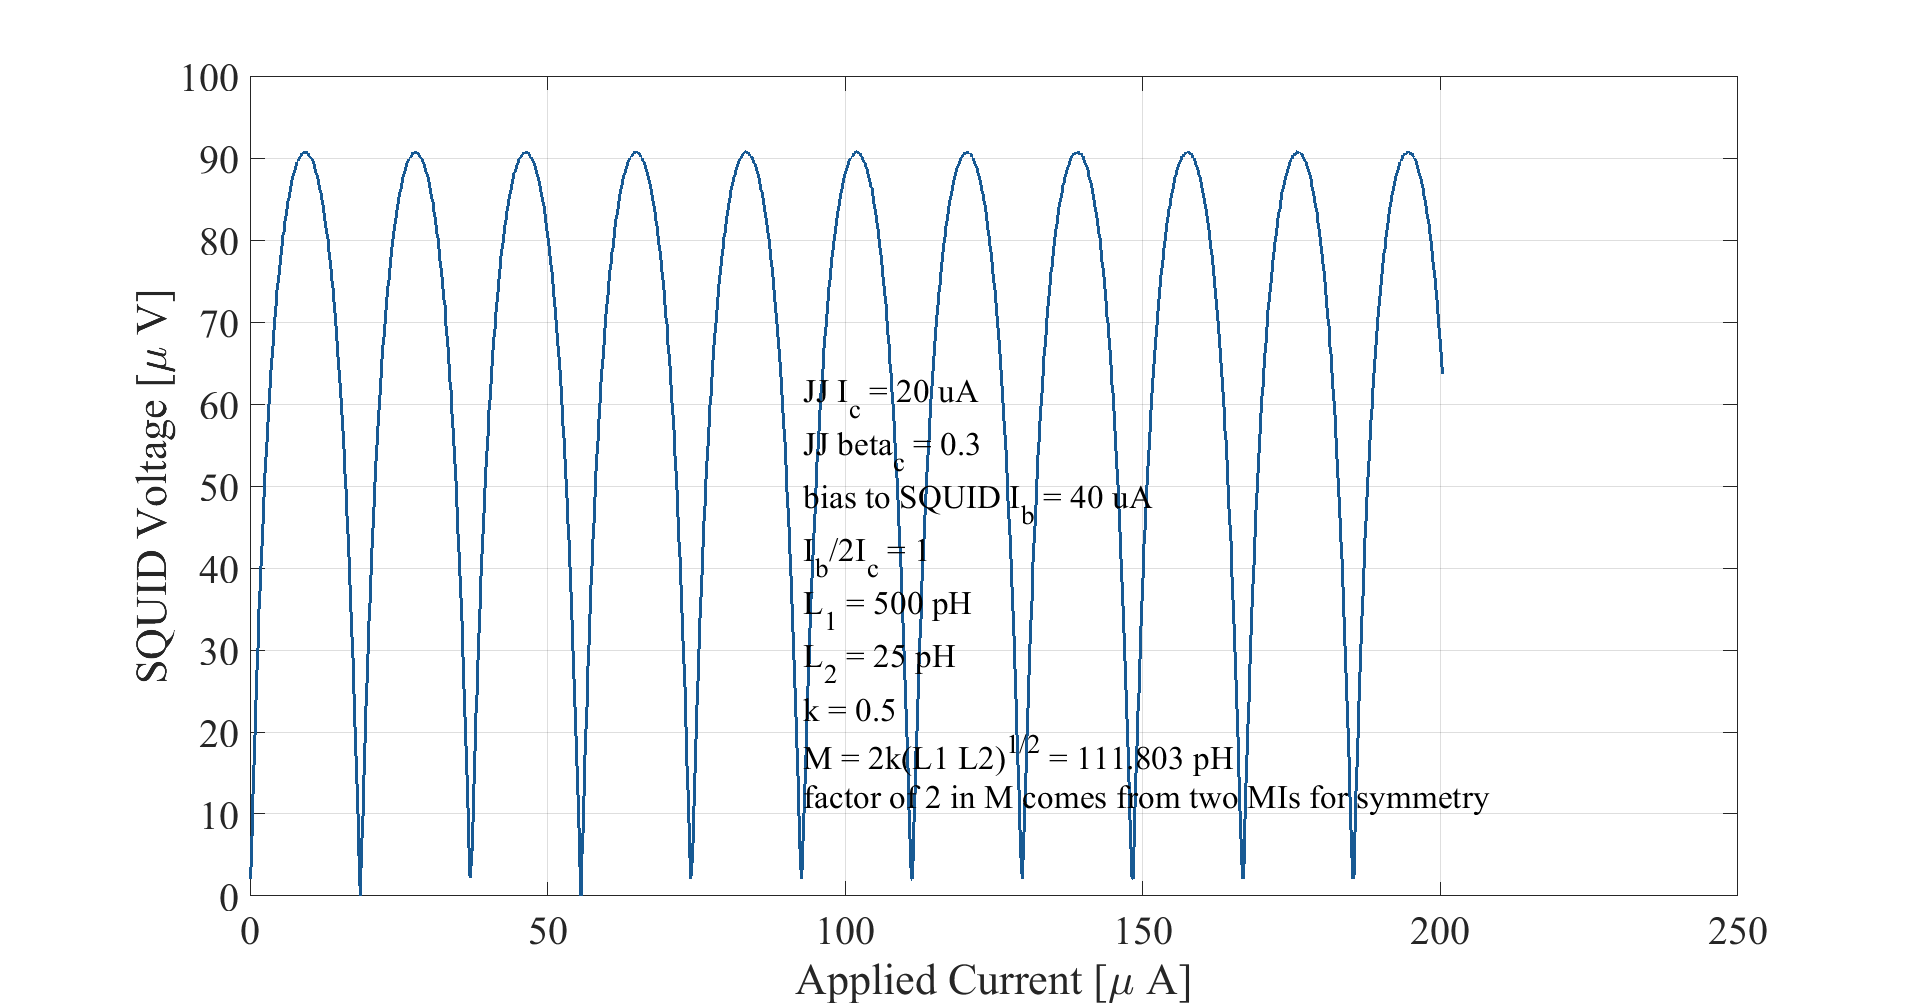 100
90
80
70
60
50
40
30
20
10
0
SQUID Voltage [μ V]
JJ I_c = 20 uA
JJ beta_c = 0.3
bias to SQUID I_b = 40 uA
I_b/2I_c = 1
L_1 = 500 pH
L_2 = 25 pH
k = 0.5
M = 2k(L1 L2)^1/2 = 111.803 pH
factor of 2 in M comes from two MIs for symmetry
0 50 100 150 200 250
Applied Current [μ A]